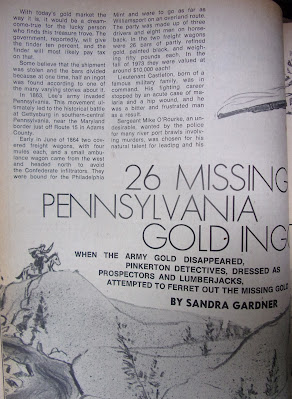 With today's gold market the
way it is, it would be a dream-
come-true for the lucky person
who finds this treasure trove. The
government, reportedly, will give
the finder ten percent, and the
finder will most likely pay tax
on that.
Some believe that the shipment
was stolen and the bars divided
because at one time, half an ingot
was found according to one of
the many varying stories about it.
In 1863, Lee's army invaded
Pennsylvania. This movement ul-
timately led to the historical battle
at Gettysburg in southern-central
Pennsylvania, near the Maryland
border just off Route 15 in Adams
County.
Early in June of 1864 two cov-
ered freight wagons, with four
mules each, and a small ambu-
lance wagon came from the west
and headed north to avoid
the Confederate infiltrators. They
were bound for the Philadelphia
Mint and were to go as far as
Williamsport on an overland route.
The party was made up of three
drivers and eight men on horse-
back. In the two freight wagons
were 26 bars of partly refined
gold painted black, and weigh-
ing fifty pounds each. In the
fall of 1973 they were valued at
around $10,000 each!
Lieutenant Castleton, born of a
famous military family, was in
command. His fighting career
stopped by an acute case of ma-
laria and a hip wound, and he
was a bitter and frustrated man
as a result.
Sergeant Mike O'Rourke, an un-
desirable, wanted by the police
for many river port brawls involv-
ing murders, was chosen for his
natural talent for leading and his
26 MISSING
PENNSYLVANIA
GOLD INGT
WHEN THE ARMY GOLD DISAPPEARED,
PINKERTON DETECTIVES, DRESSED AS
PROSPECTORS AND LUMBERJACKS,
ATTEMPTED TO FERRET OUT THE MISSING GOLD
BY SANDRA GARDNER